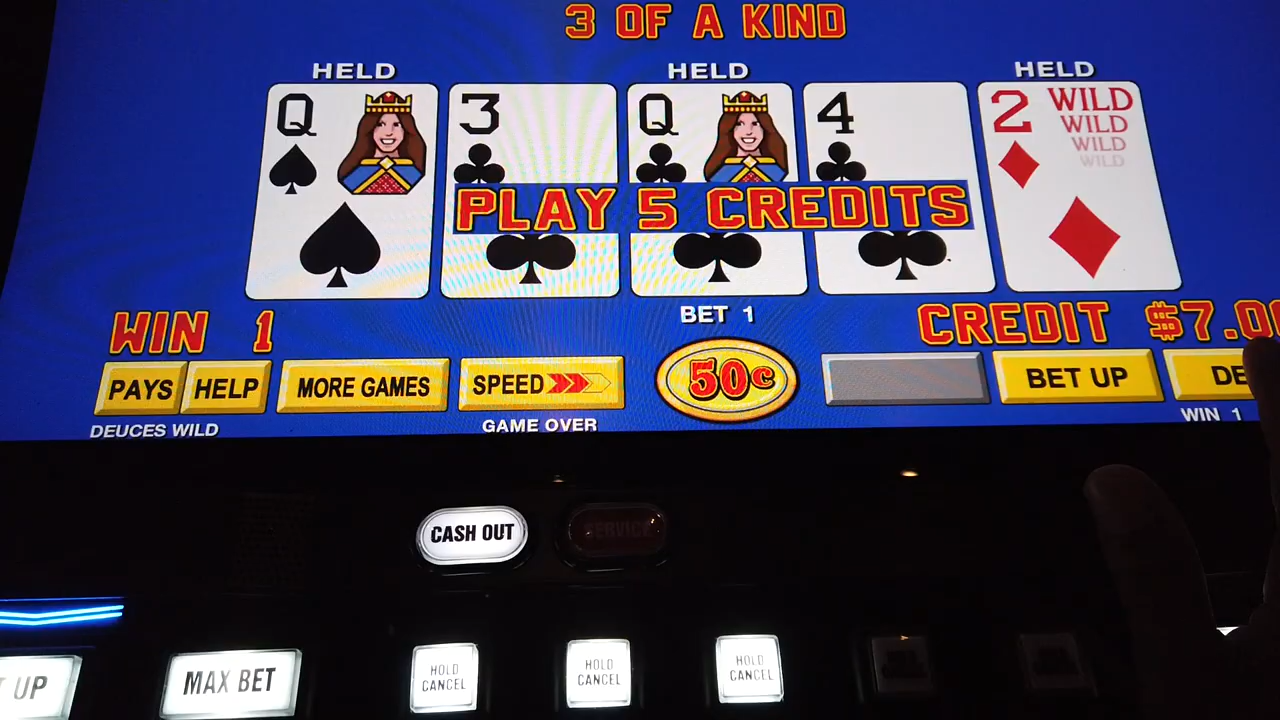 3 OF A KIND
HELD HELD HELD
Q 3 Q 4 2 WILD
WILD
WILD
WILD
PLAY 5 CREDITS
BET 1
WIN 1 CREDIT $7.0
PAYS HELP MORE GAMES SPEED 50¢ BET UP DE
DEUCES WILD GAME OVER WIN 1
CASH OUT SERVICE
UP MAX BET HOLD CANCEL HOLD CANCEL HOLD CANCEL